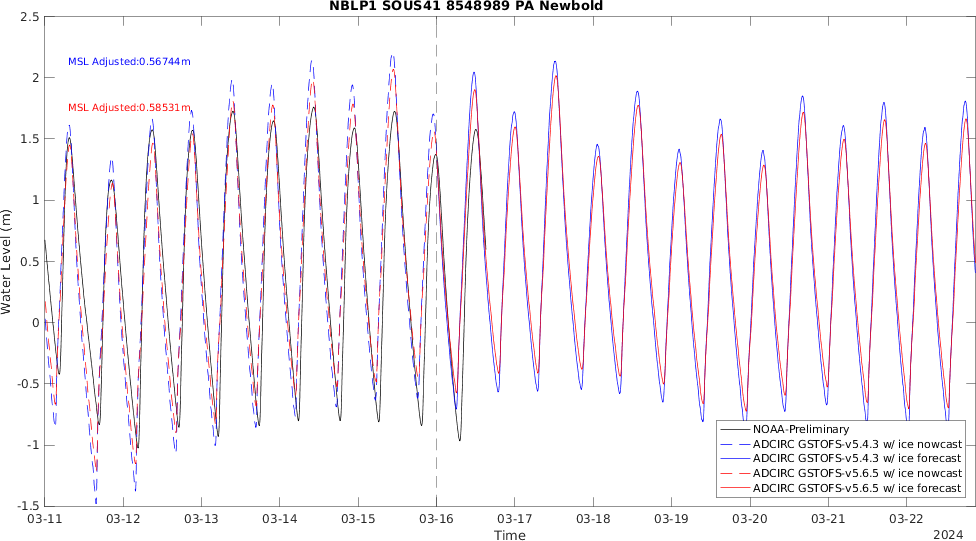 NBLP1 SOUS41 8548989 PA Newbold
2.5
2
1.5
1
0.5
0
-0.5
-1
-1.5
Water Level (m)
MSL Adjusted:0.56744m
MSL Adjusted:0.58531m
NOAA-Preliminary
ADCIRC GSTOFS-v5.4.3 w/ ice nowcast
ADCIRC GSTOFS-v5.4.3 w/ ice forecast
ADCIRC GSTOFS-v5.6.5 w/ ice nowcast
ADCIRC GSTOFS-v5.6.5 w/ ice forecast
03-11 03-12 03-13 03-14 03-15 03-16 03-17 03-18 03-19 03-20 03-21 03-22
Time
2024